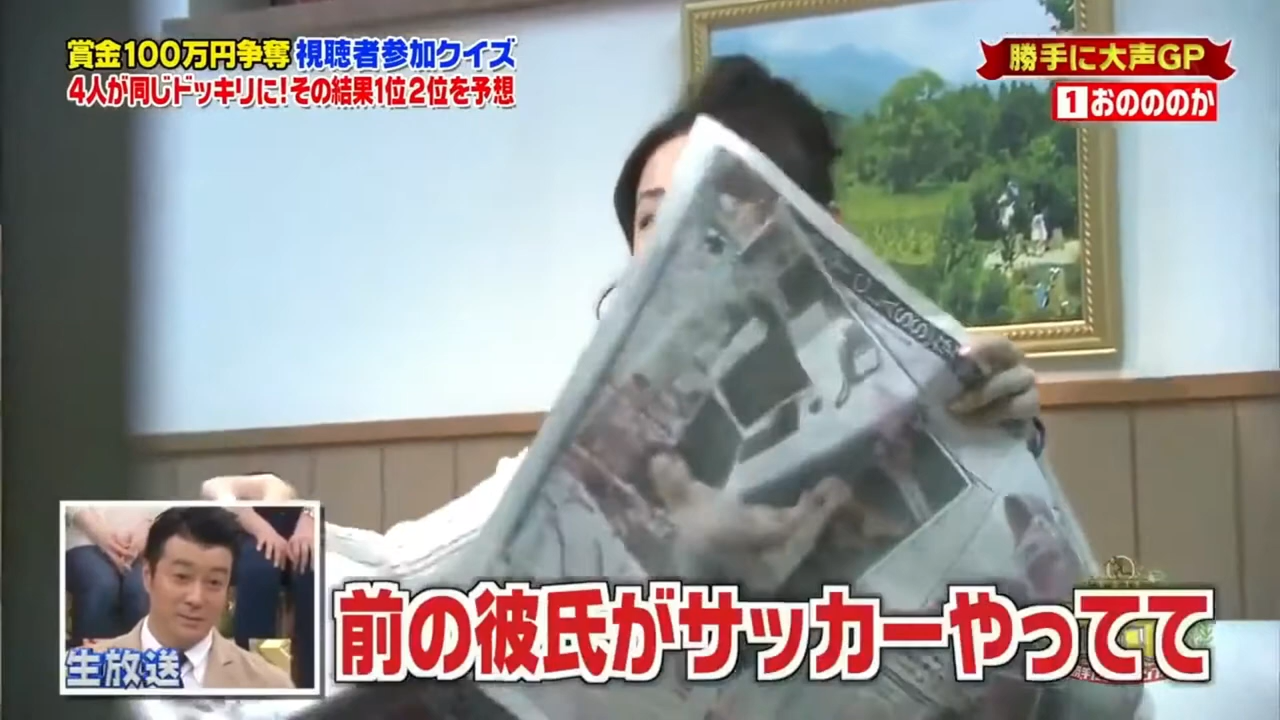 賞金100万円争奪 視聴者参加クイズ
4人が同じドッキリに!その結果1位2位を予想
勝手に大声GP
1 おのののか
前の彼氏がサッカーやってて
生放送